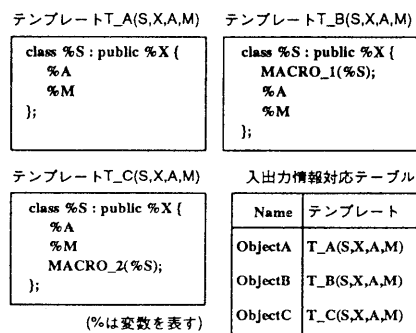 テンプレートT_A(S,X,A,M)
class %S : public %X {
%A
%M
};
テンプレートT_B(S,X,A,M)
class %S : public %X {
MACRO_1(%S);
%A
%M
};
テンプレートT_C(S,X,A,M)
class %S : public %X {
%A
%M
MACRO_2(%S);
};
(%は変数を表す)
入出力情報対応テーブル
Name テンプレート
ObjectA T_A(S,X,A,M)
ObjectB T_B(S,X,A,M)
ObjectC T_C(S,X,A,M)